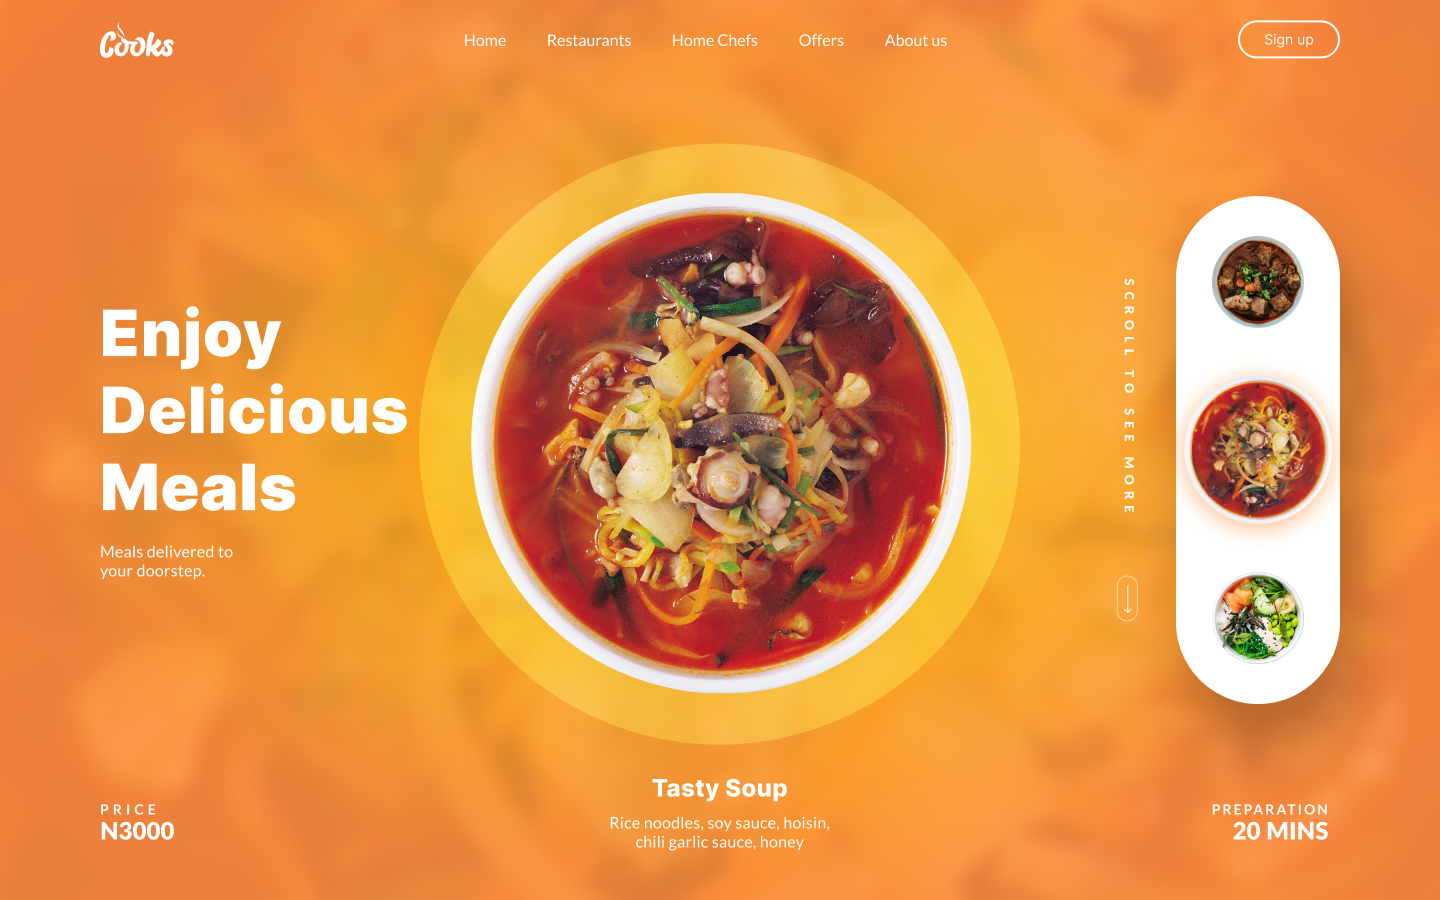 Cooks
Home
Restaurants
Home Chefs
Offers
About us
Sign up
Enjoy
Delicious
Meals
Meals delivered to
your doorstep.
SCROLL TO SEE MORE
Tasty Soup
Rice noodles, soy sauce, hoisin,
chili garlic sauce, honey
PRICE
N3000
PREPARATION
20 MINS